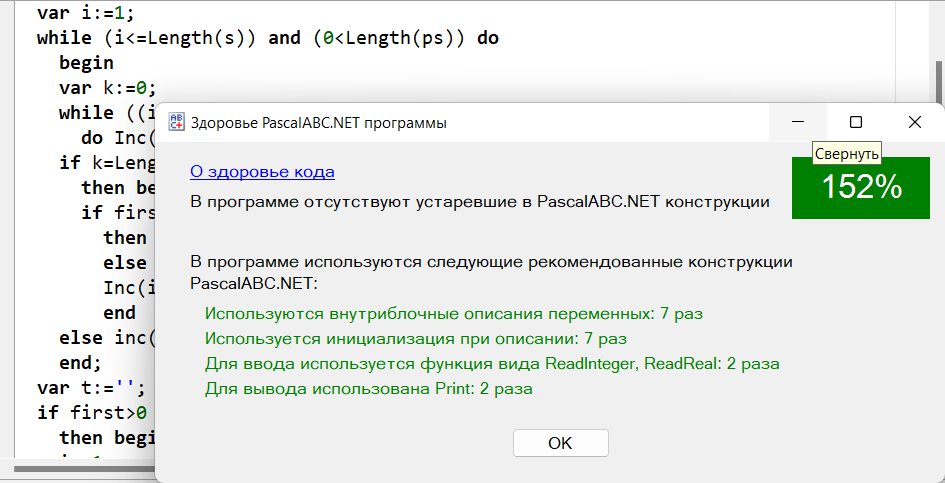 var i:=1;
while (i<=Length(s)) and (0<Length(ps)) do
begin
var k:=0;
while ((i
do Inc(
if k=Leng
then be
if firs
then
else
Inc(i
end
else inc(
end;
var t:='';
if first>0
then begi
Здоровье PascalABC.NET программы
Свернуть
О здоровье кода
152%
В программе отсутствуют устаревшие в PascalABC.NET конструкции
В программе используются следующие рекомендованные конструкции
PascalABC.NET:
Используются внутриблочные описания переменных: 7 раз
Используется инициализация при описании: 7 раз
Для ввода используется функция вида ReadInteger, ReadReal: 2 раза
Для вывода использована Print: 2 раза
OK